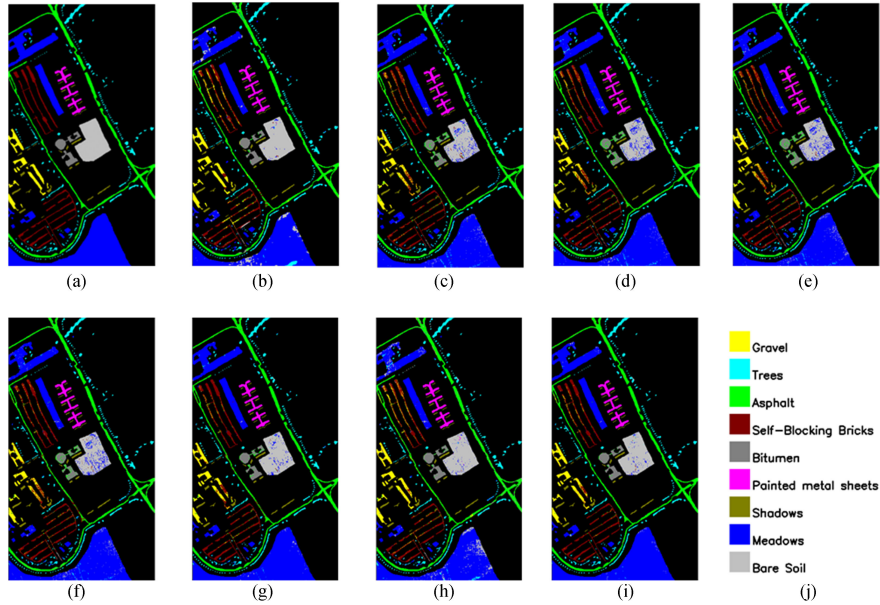 (a)
(b)
(c)
(d)
(e)
Gravel
Trees
Asphalt
Self-Blocking Bricks
Bitumen
Painted metal sheets
Shadows
Meadows
Bare Soil
(f)
(g)
(h)
(i)
(j)